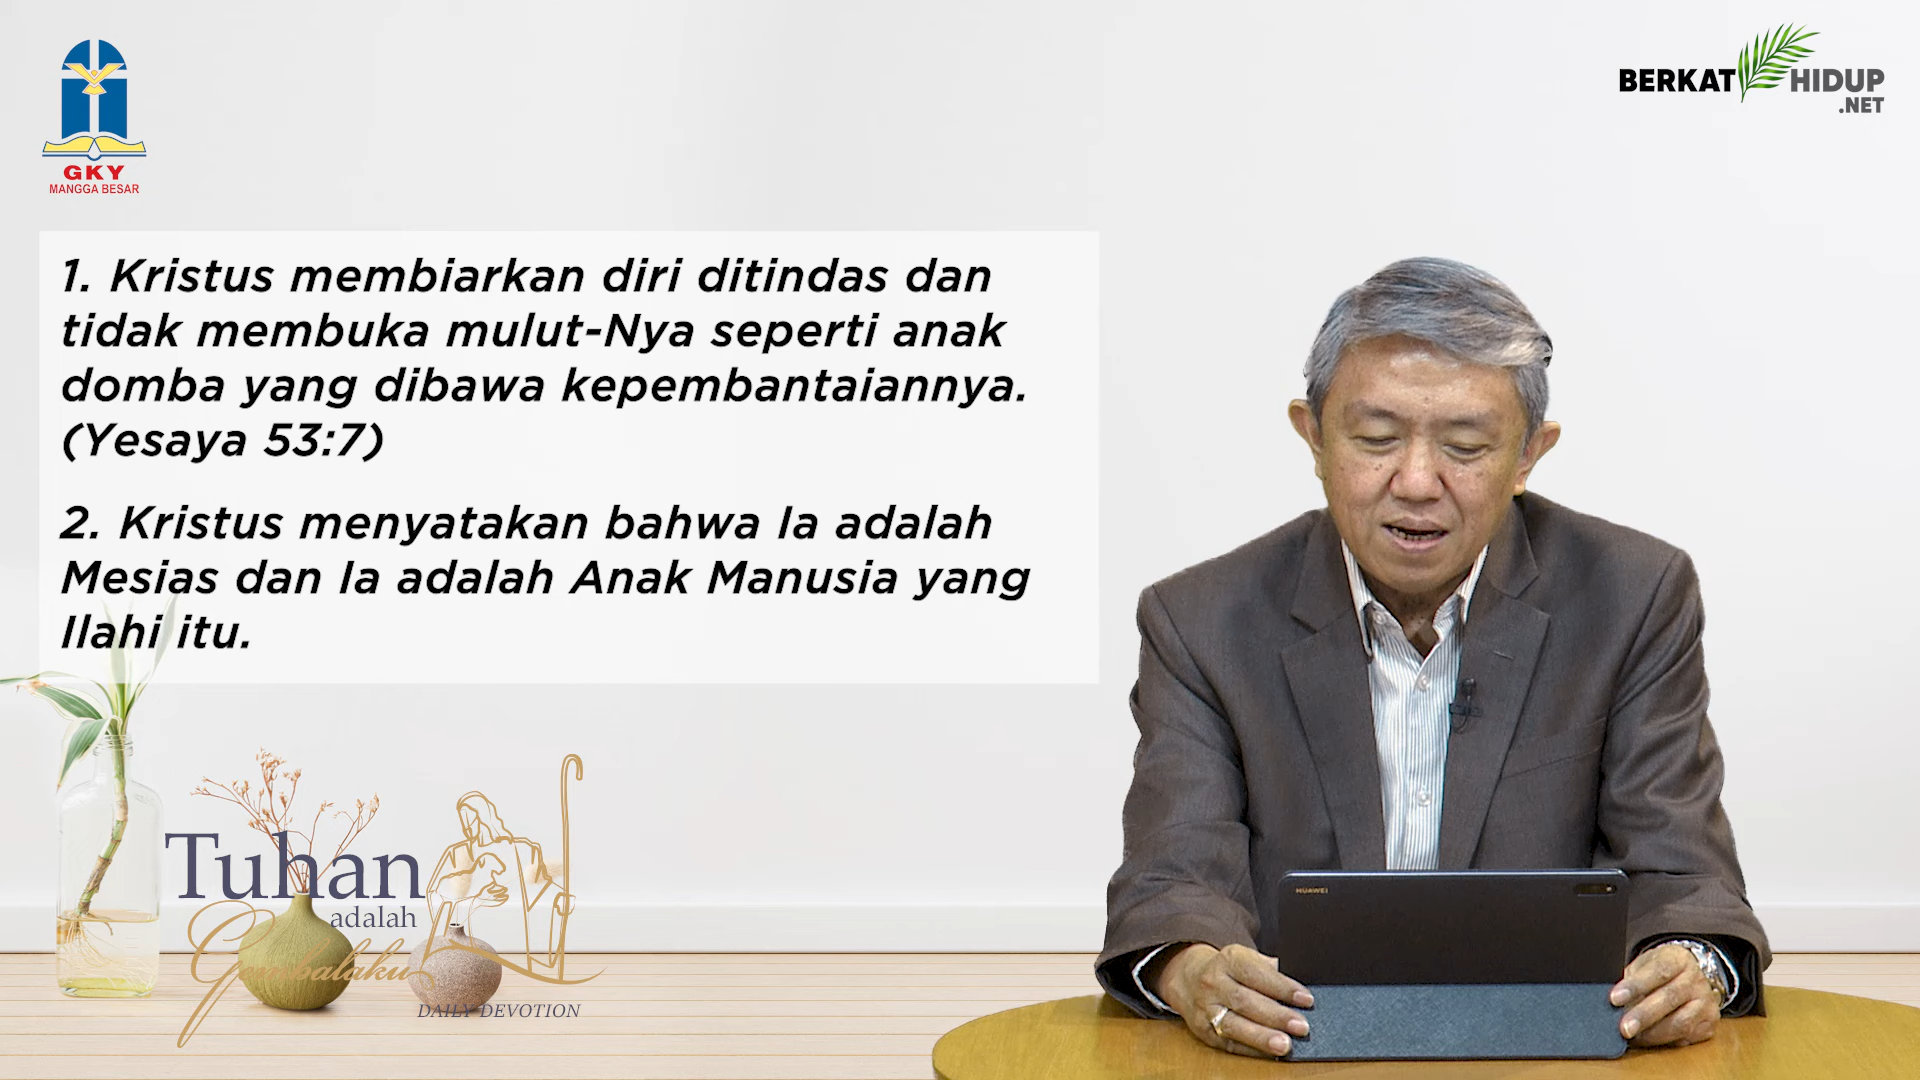 GKY
MANGGA BESAR
BERKAT HIDUP
.NET
1. Kristus membiarkan diri ditindas dan
tidak membuka mulut-Nya seperti anak
domba yang dibawa kepembantaiannya.
(Yesaya 53:7)
2. Kristus menyatakan bahwa Ia adalah
Mesias dan Ia adalah Anak Manusia yang
Ilahi itu.
Tuhan
adalah
Gembalaku
DAILY DEVOTION
HUAWEI